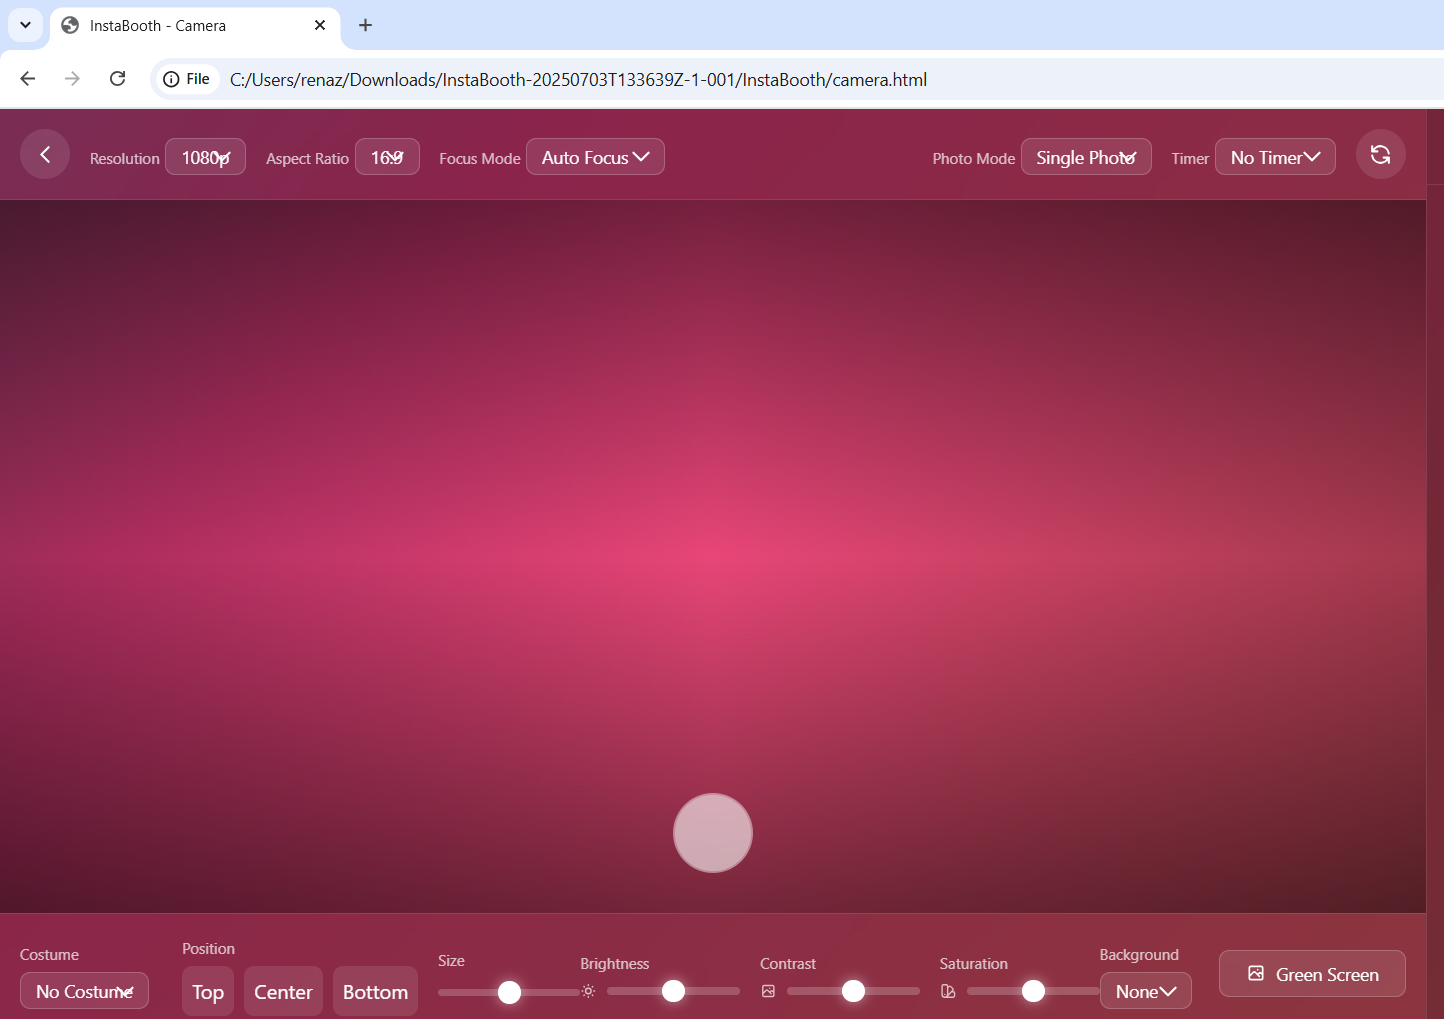 InstaBooth - Camera
File C:/Users/renaz/Downloads/InstaBooth-20250703T133639Z-1-001/InstaBooth/camera.html
Resolution 1080p Aspect Ratio 16:9 Focus Mode Auto Focus Photo Mode Single Photo Timer No Timer
Costume Position Size Brightness Contrast Saturation Background
No Costume Top Center Bottom None Green Screen